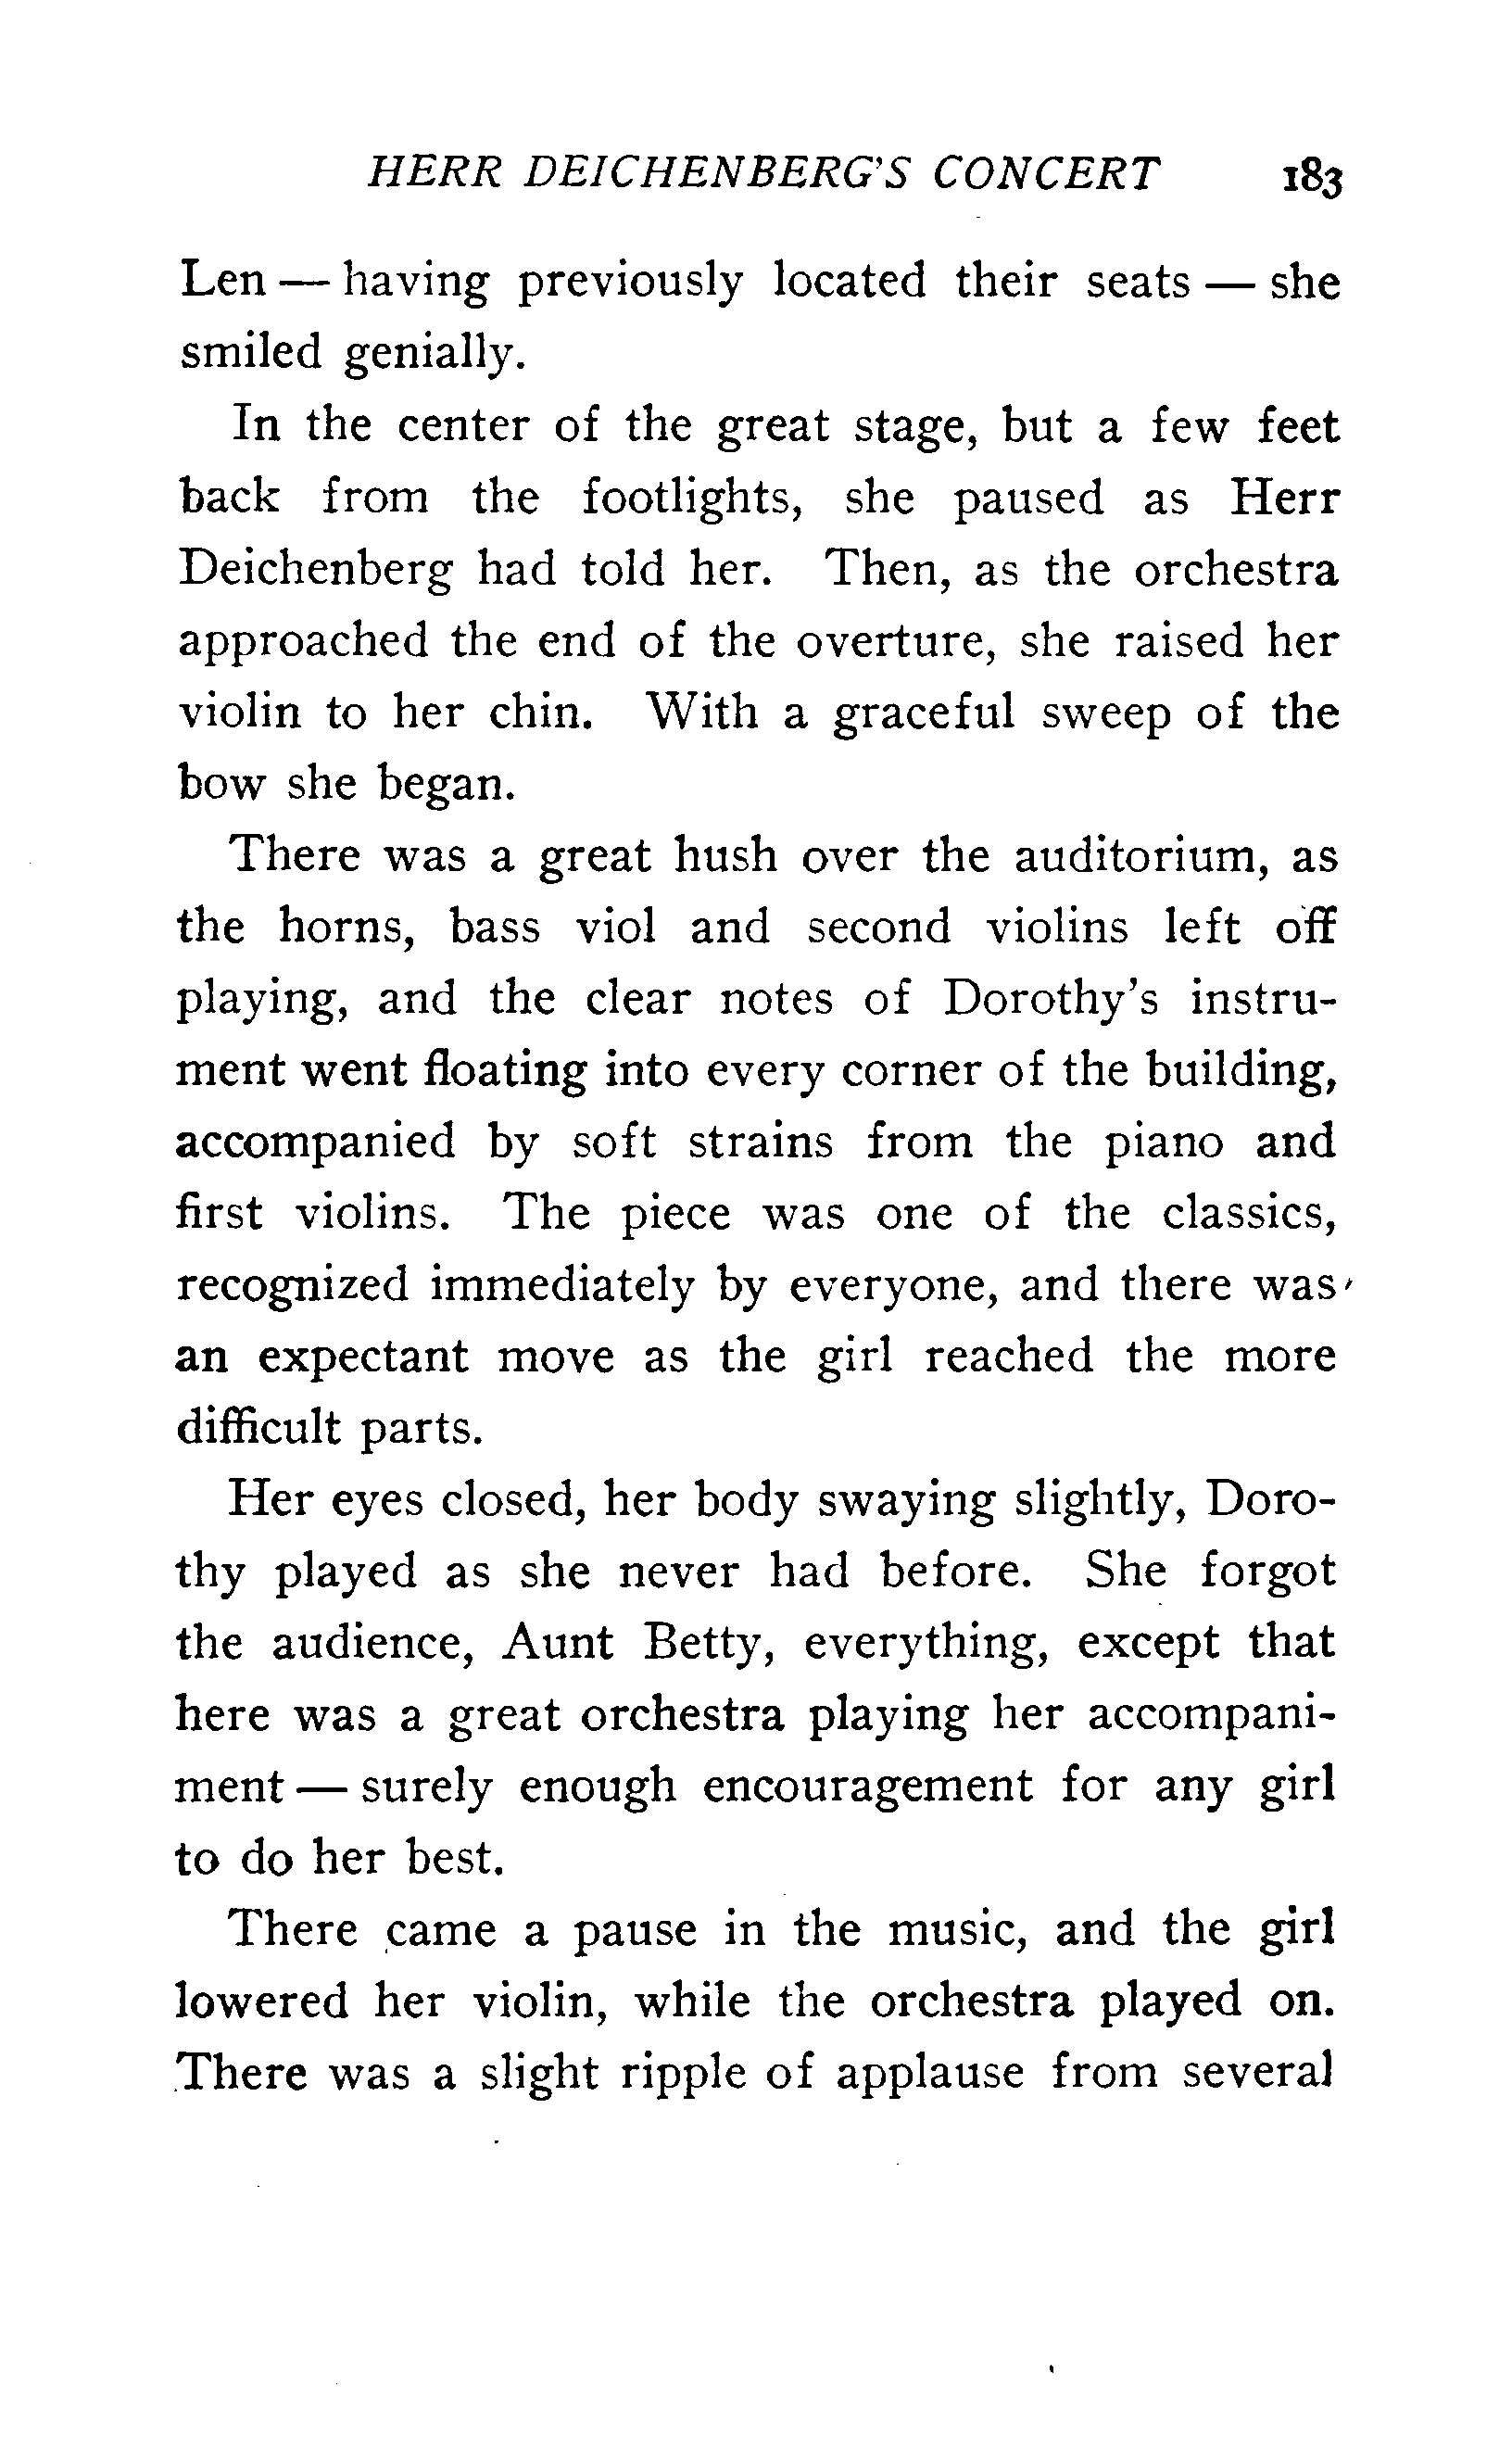 HERR DEICHENBERG'S CONCERT 183
Len — having previously located their seats — she
smiled genially.
In the center of the great stage, but a few feet
back from the footlights, she paused as Herr
Deichenberg had told her. Then, as the orchestra
approached the end of the overture, she raised her
violin to her chin. With a graceful sweep of the
bow she began.
There was a great hush over the auditorium, as
the horns, bass viol and second violins left off
playing, and the clear notes of Dorothy's instru-
ment went floating into every corner of the building,
accompanied by soft strains from the piano and
first violins. The piece was one of the classics,
recognized immediately by everyone, and there was
an expectant move as the girl reached the more
difficult parts.
Her eyes closed, her body swaying slightly, Doro-
thy played as she never had before. She forgot
the audience, Aunt Betty, everything, except that
here was a great orchestra playing her accompani-
ment — surely enough encouragement for any girl
to do her best.
There came a pause in the music, and the girl
lowered her violin, while the orchestra played on.
There was a slight ripple of applause from several